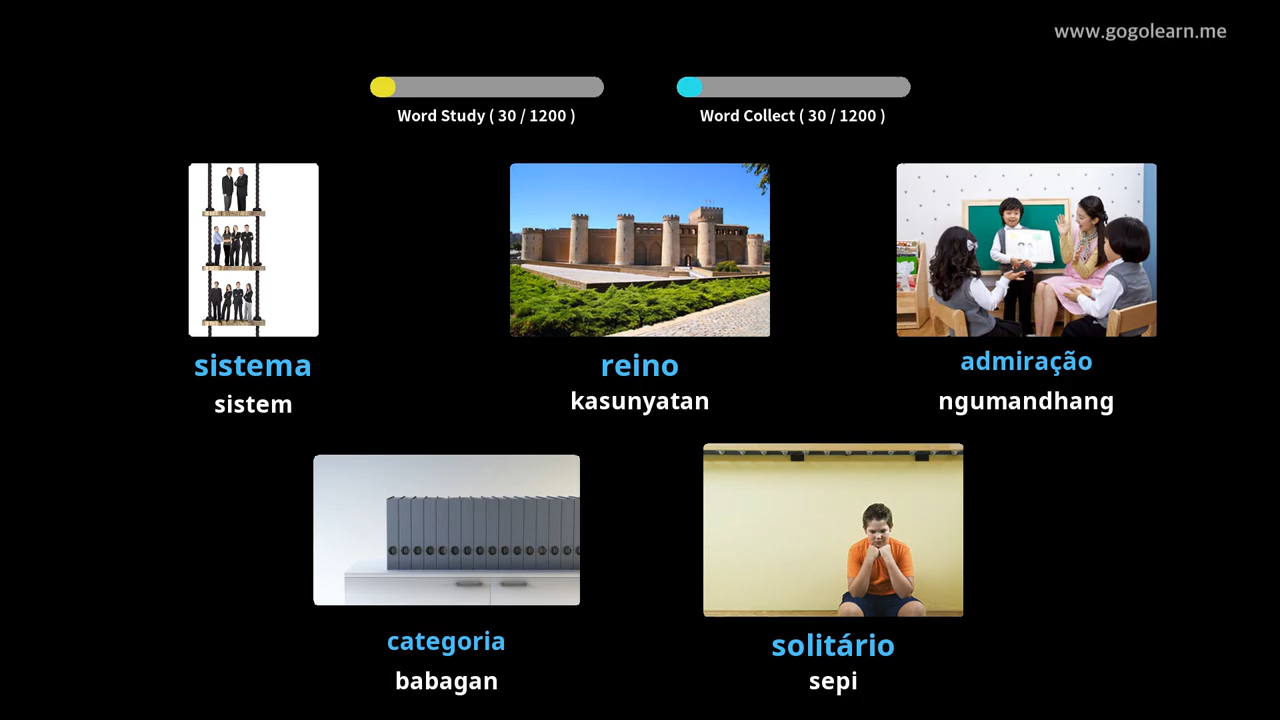 www.gogolearn.me
Word Study ( 30 / 1200 )
Word Collect ( 30 / 1200 )
sistema
sistem
reino
kasunyatan
admiração
ngumandhang
categoria
babagan
solitário
sepi